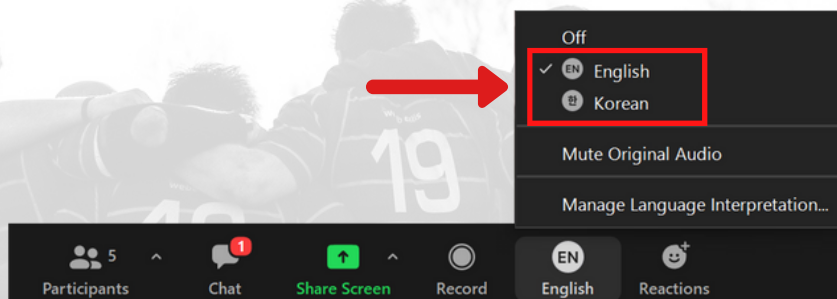 Off
EN English
한 Korean
Mute Original Audio
Manage Language Interpretation...
19
5
1
EN
Participants
Chat
Share Screen
Record
English
Reactions